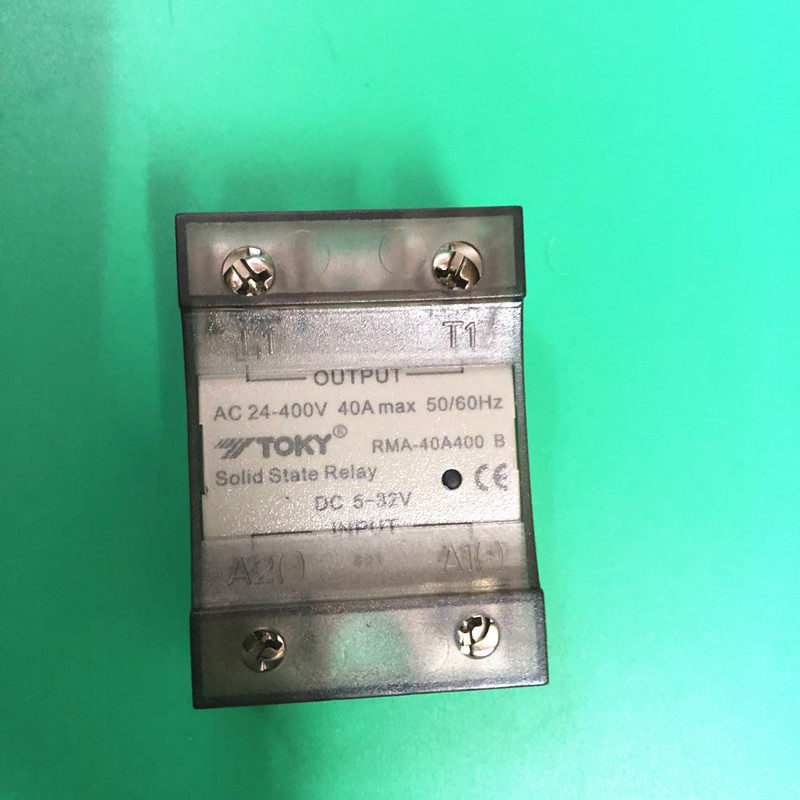 L1 T1
OUTPUT
AC 24-400V 40A max 50/60Hz
TOKY® RMA-40A400 B
Solid State Relay CE
DC 5-32V
INPUT
A2(-) A1(+)